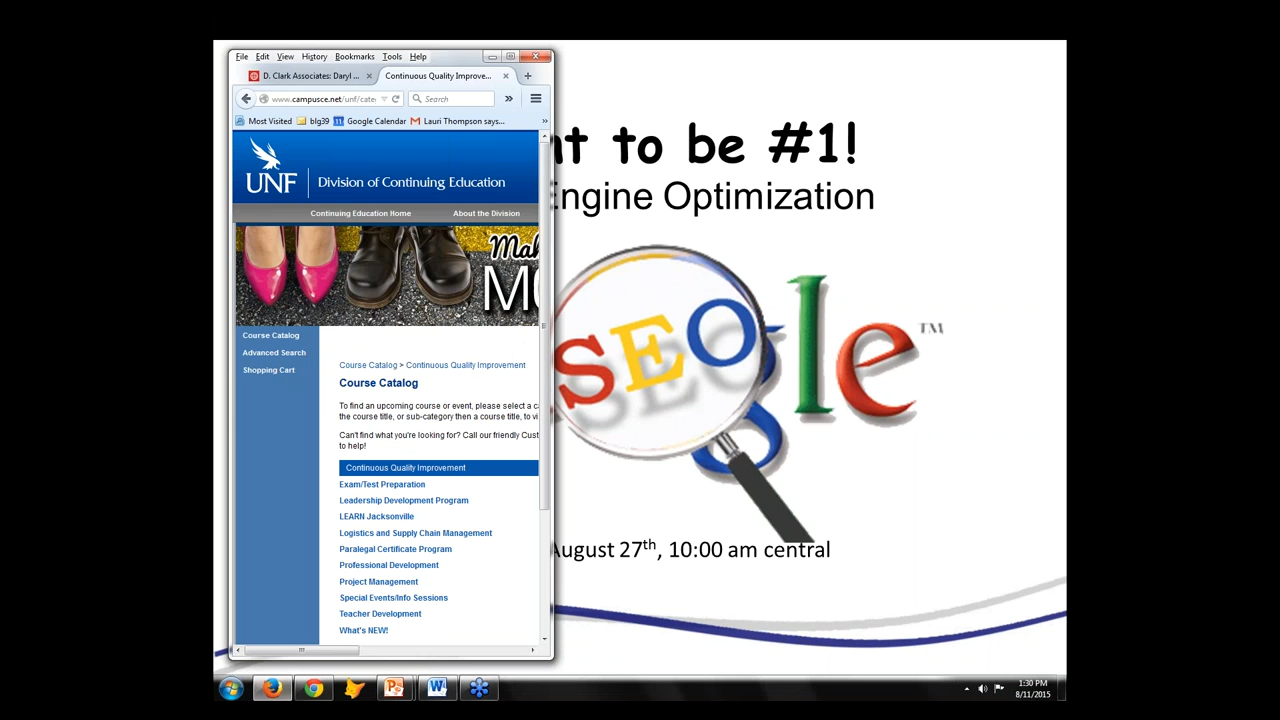 File Edit View History Bookmarks Tools Help
D. Clark Associates: Daryl ... Continuous Quality Improve...
www.campusce.net/unf/cate Search
Most Visited blg39 Google Calendar Lauri Thompson says...
UNF Division of Continuing Education
Continuing Education Home About the Division
Course Catalog
Advanced Search
Shopping Cart
Course Catalog > Continuous Quality Improvement
Course Catalog
To find an upcoming course or event, please select a
the course title, or sub-category then a course title, to
Can't find what you're looking for? Call our friendly
to help!
Continuous Quality Improvement
Exam/Test Preparation
Leadership Development Program
LEARN Jacksonville
Logistics and Supply Chain Management
Paralegal Certificate Program
Professional Development
Project Management
Special Events/Info Sessions
Teacher Development
What's NEW!
to be #1!
Engine Optimization
SEO
gle™
August 27th, 10:00 am central
1:30 PM
8/11/2015